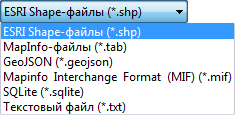 ESRI Shape-файлы (*.shp)
ESRI Shape-файлы (*.shp)
MapInfo-файлы (*.tab)
GeoJSON (*.geojson)
Mapinfo Interchange Format (MIF) (*.mif)
SQLite (*.sqlite)
Текстовый файл (*.txt)